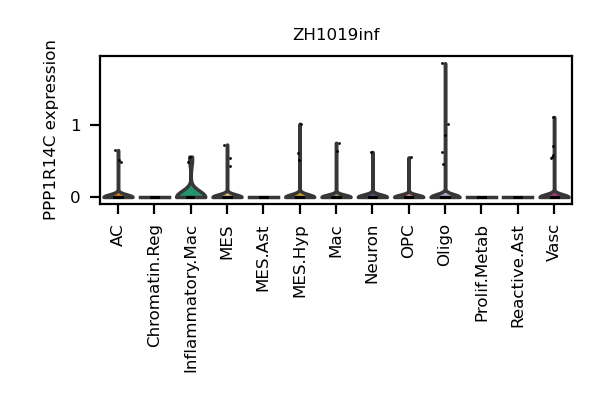 ZH1019inf
PPP1R14C expression
1
0
AC
Chromatin.Reg
Inflammatory.Mac
MES
MES.Ast
MES.Hyp
Mac
Neuron
OPC
Oligo
Prolif.Metab
Reactive.Ast
Vasc